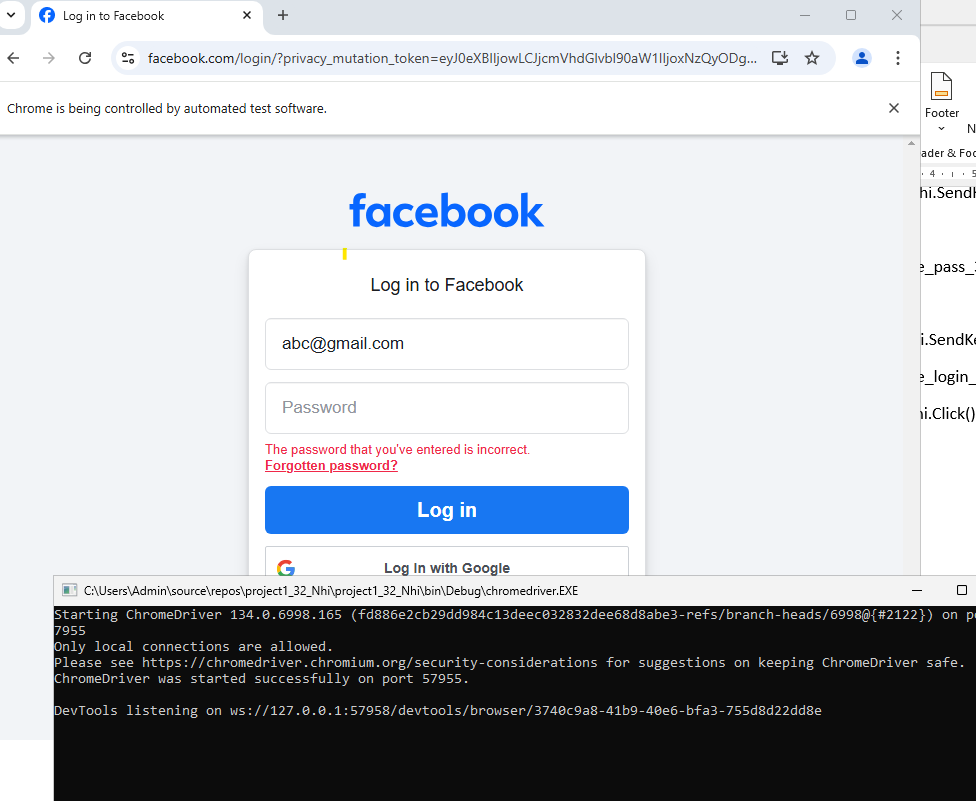 Log in to Facebook
facebook.com/login/?privacy_mutation_token=eyJ0eXBlIjowLCJjcmVhdGlvbl90aW1lIjoxNzQyODg...
Chrome is being controlled by automated test software.
Footer
N
ader & Foo
4
5
hi.SendK
e_pass_
i.SendKe
e_login_
hi.Click()
facebook
Log in to Facebook
abc@gmail.com
Password
The password that you've entered is incorrect.
Forgotten password?
Log in
Log In with Google
C:\Users\Admin\source\repos\project1_32_Nhi\project1_32_Nhi\bin\Debug\chromedriver.EXE
Starting ChromeDriver 134.0.6998.165 (fd886e2cb29dd984c13deec032832dee68d8abe3-refs/branch-heads/6998@{#2122}) on po
7955
Only local connections are allowed.
Please see https://chromedriver.chromium.org/security-considerations for suggestions on keeping ChromeDriver safe.
ChromeDriver was started successfully on port 57955.
DevTools listening on ws://127.0.0.1:57958/devtools/browser/3740c9a8-41b9-40e6-bfa3-755d8d22dd8e